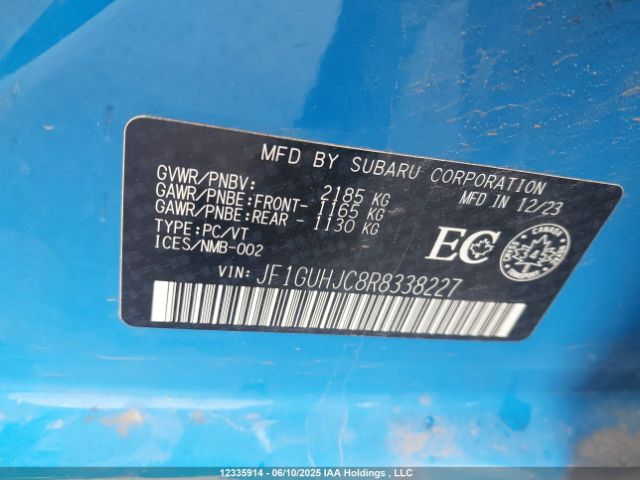 MFD BY SUBARU CORPORATION
MFD IN 12/23
GVWR/PNBV: 2185 KG
GAWR/PNBE:FRONT- 1165 KG
GAWR/PNBE:REAR - 1130 KG
TYPE:PC/VT
ICES/NMB-002
EC
CANADA
4
VIN: JF1GUHJC8R8338227
12335914 - 06/10/2025 IAA Holdings , LLC